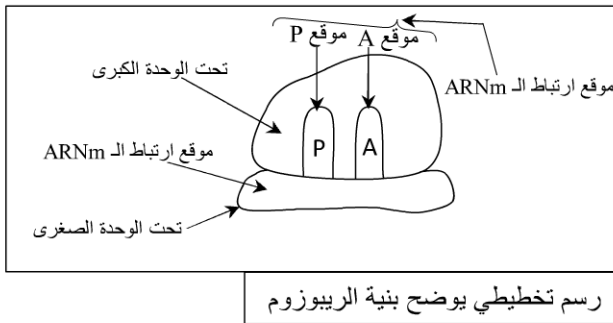 موقع P
موقع A
موقع ارتباط الـ ARNm
تحت الوحدة الكبرى
موقع ارتباط الـ ARNm
P
A
تحت الوحدة الصغرى
رسم تخطيطي يوضح بنية الريبوزوم